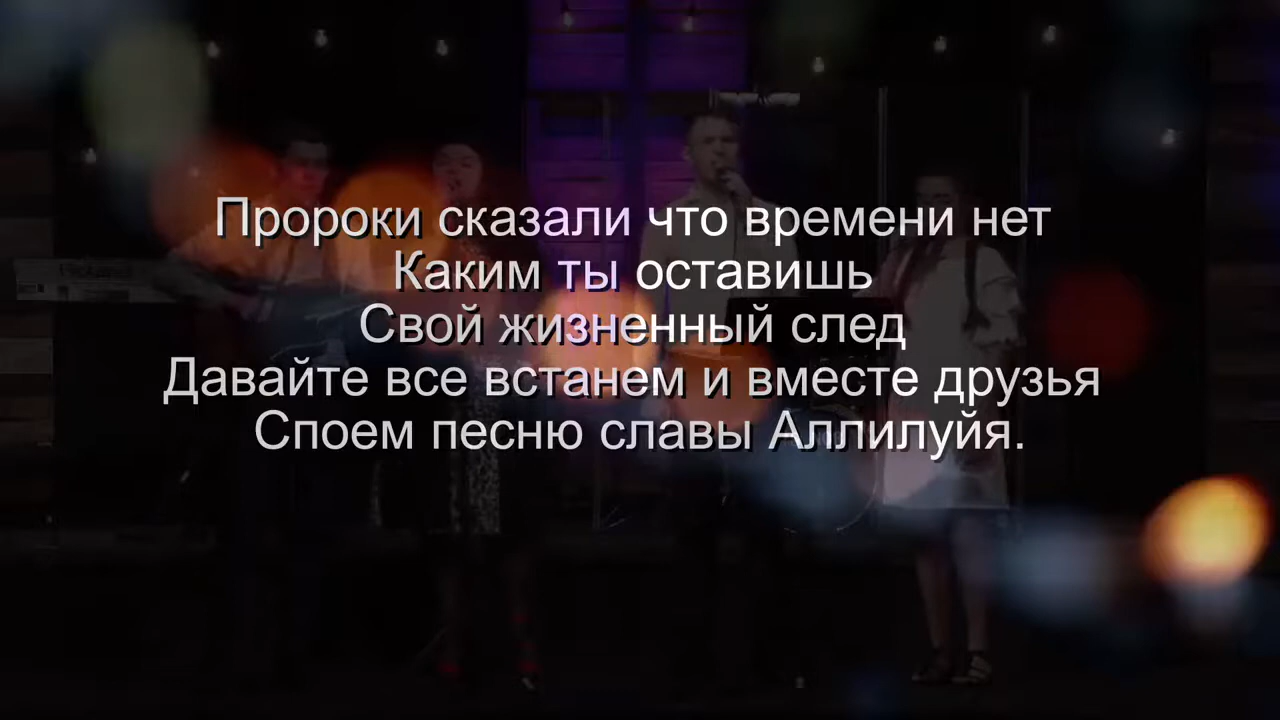 Пророки сказали что времени нет
Каким ты оставишь
Свой жизненный след
Давайте все встанем и вместе друзья
Споем песню славы Аллилуйя.